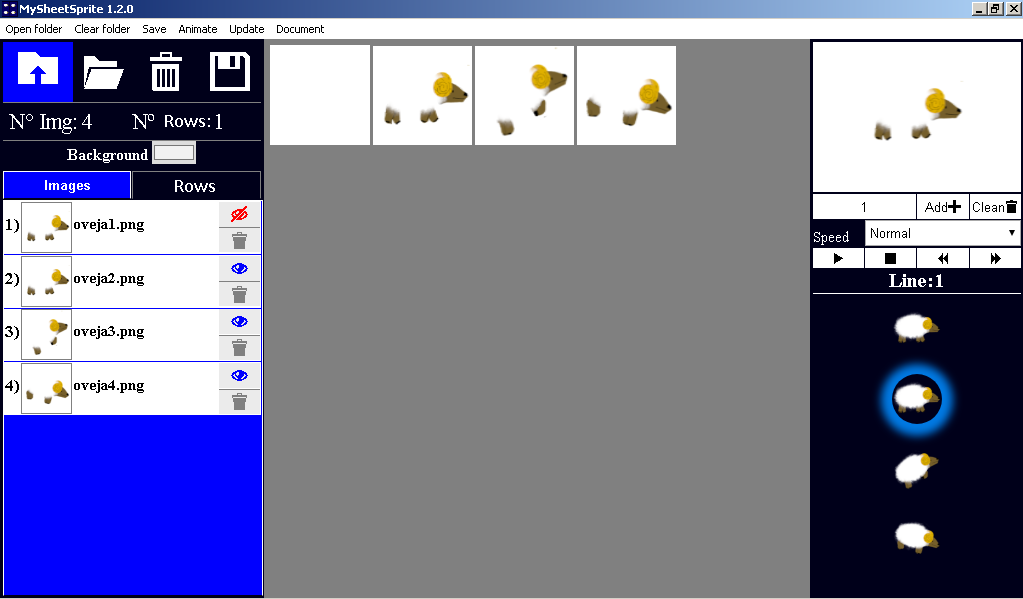 MySheetSprite 1.2.0
Open folder Clear folder Save Animate Update Document
N° Img: 4 Nº Rows: 1
Background
Images Rows
1) oveja1.png
2) oveja2.png
3) oveja3.png
4) oveja4.png
1 Add Clean
Speed Normal
Line:1